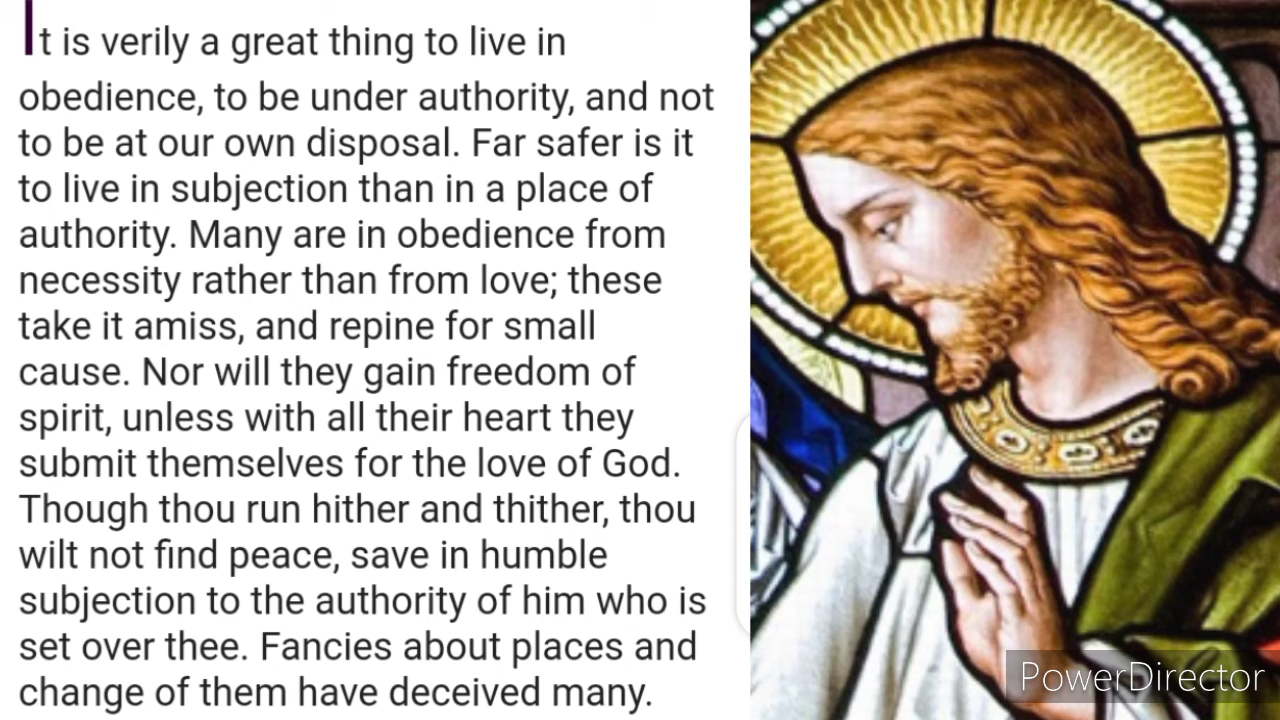 It is verily a great thing to live in
obedience, to be under authority, and not
to be at our own disposal. Far safer is it
to live in subjection than in a place of
authority. Many are in obedience from
necessity rather than from love; these
take it amiss, and repine for small
cause. Nor will they gain freedom of
spirit, unless with all their heart they
submit themselves for the love of God.
Though thou run hither and thither, thou
wilt not find peace, save in humble
subjection to the authority of him who is
set over thee. Fancies about places and
change of them have deceived many.
PowerDirector